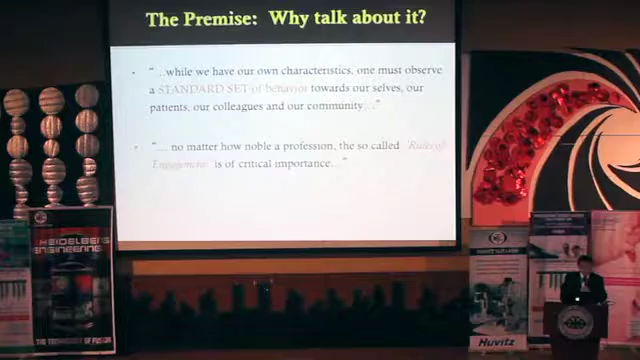 The Premise: Why talk about it?
• “ …while we have our own characteristics, one must observe
a STANDARD SET of behavior towards our selves, our
patients, our colleagues and our community…”
• “ … no matter how noble a profession, the so called 'Rules of
Engagement' is of critical importance…”
HEIDELBERG
ENGINEERING
THE TECHNOLOGY OF FUSION
Huvitz